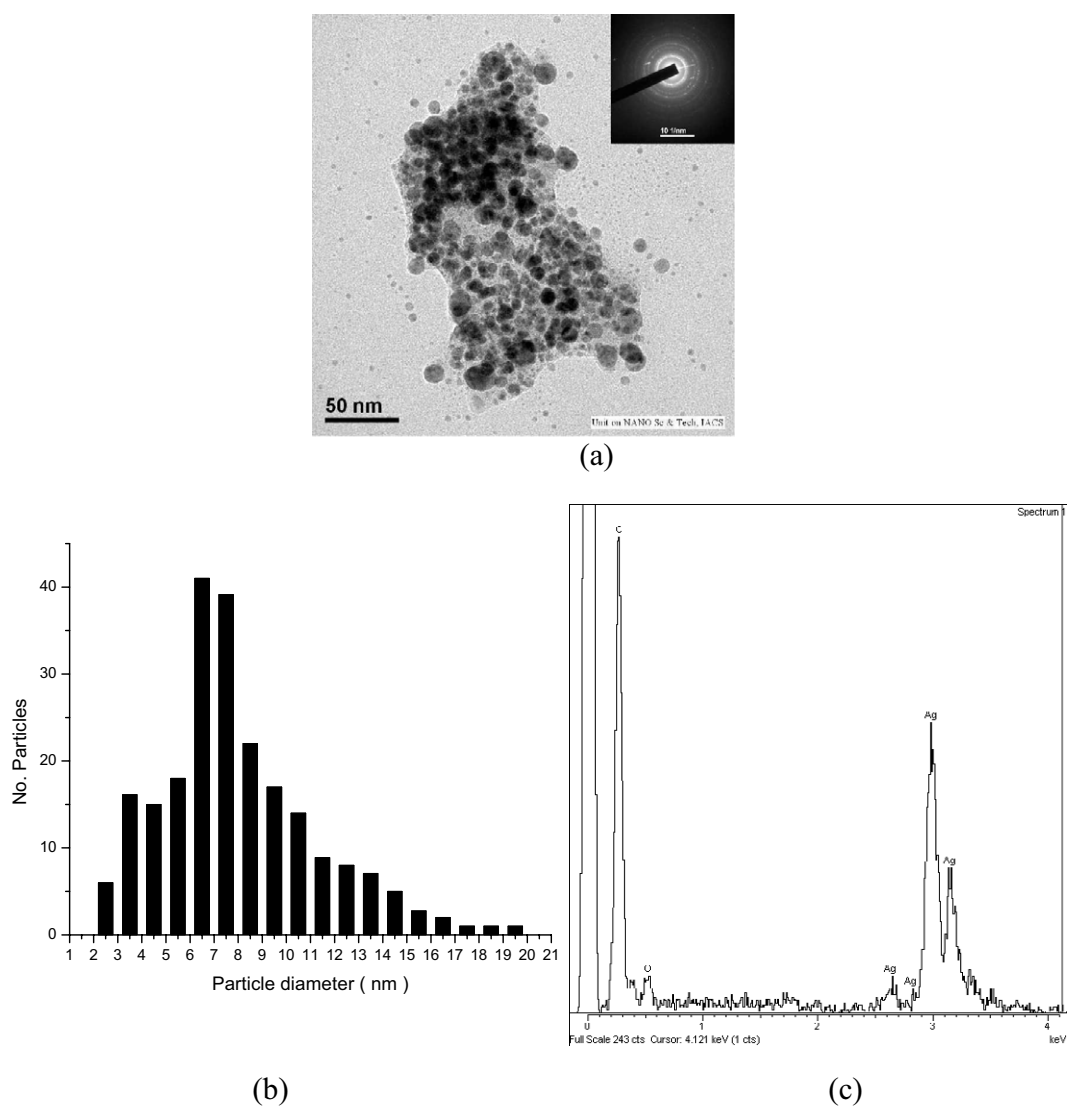 10 1/nm
50 nm
Unit on NANO Sc & Tech, IACS
(a)
40
30
20
10
0
No. Particles
1 2 3 4 5 6 7 8 9 10 11 12 13 14 15 16 17 18 19 20 21
Particle diameter ( nm )
(b)
Spectrum 1
C
O
Ag
Ag
Ag
Ag
0 1 2 3 4
Full Scale 243 cts Cursor: 4.121 keV (1 cts) keV
(c)